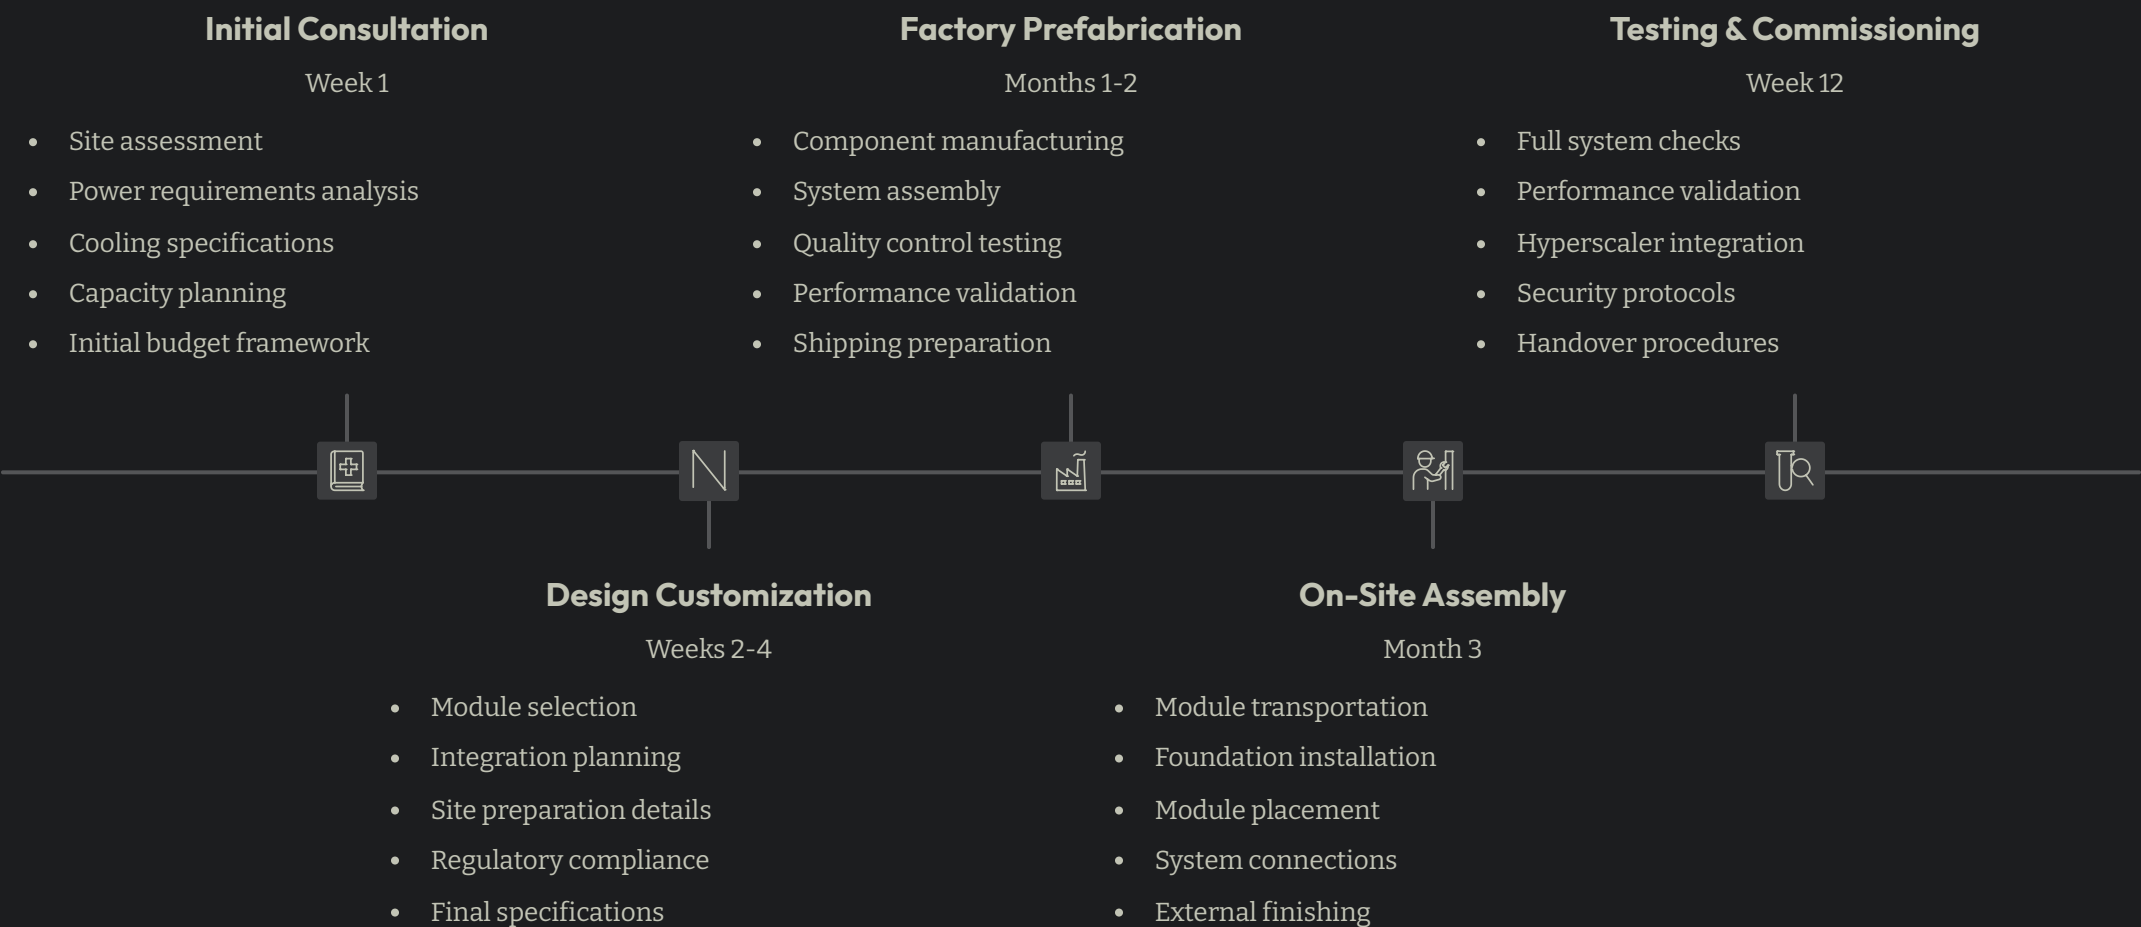 Initial Consultation
Week 1
• Site assessment
• Power requirements analysis
• Cooling specifications
• Capacity planning
• Initial budget framework
Design Customization
Weeks 2-4
• Module selection
• Integration planning
• Site preparation details
• Regulatory compliance
• Final specifications
Factory Prefabrication
Months 1-2
• Component manufacturing
• System assembly
• Quality control testing
• Performance validation
• Shipping preparation
On-Site Assembly
Month 3
• Module transportation
• Foundation installation
• Module placement
• System connections
• External finishing
Testing & Commissioning
Week 12
• Full system checks
• Performance validation
• Hyperscaler integration
• Security protocols
• Handover procedures